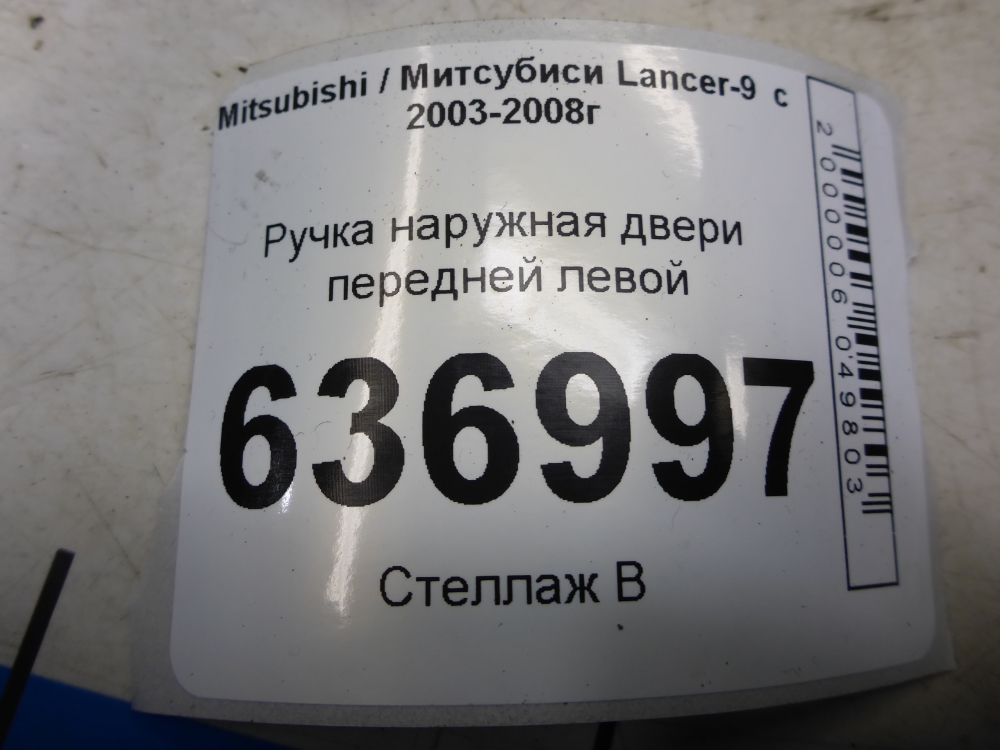 Mitsubishi / Митсубиси Lancer-9 с
2003-2008г
Ручка наружная двери
передней левой
636997
Стеллаж В
2000006049803